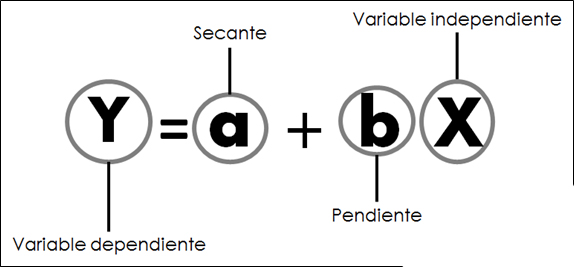 Variable independiente
Secante
Y = a + b X
Pendiente
Variable dependiente